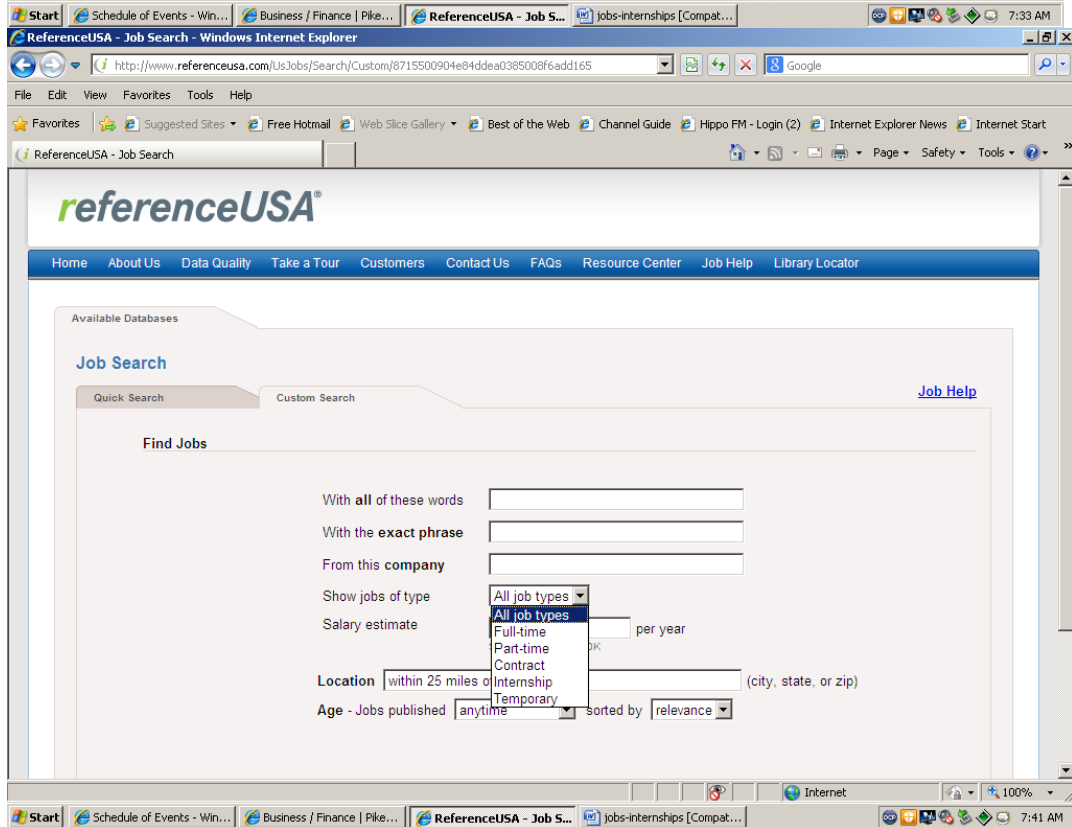 Start Schedule of Events - Win... Business / Finance | Pike... ReferenceUSA - Job S... jobs-internships [Compat... 7:33 AM
ReferenceUSA - Job Search - Windows Internet Explorer
http://www.referenceusa.com/UsJobs/Search/Custom/8715500904e84ddea0385008f6add165 Google
File Edit View Favorites Tools Help
Favorites Suggested Sites Free Hotmail Web Slice Gallery Best of the Web Channel Guide Hippo FM - Login (2) Internet Explorer News Internet Start
ReferenceUSA - Job Search Page Safety Tools »
referenceUSA®
Home About Us Data Quality Take a Tour Customers Contact Us FAQs Resource Center Job Help Library Locator
Available Databases
Job Search
Quick Search Custom Search Job Help
Find Jobs
With all of these words
With the exact phrase
From this company
Show jobs of type All job types
All job types
Salary estimate per year
Full-time
Part-time
Contract
Location within 25 miles (city, state, or zip)
Internship
Temporary
Age - Jobs published anytime sorted by relevance
Internet 100%
Start Schedule of Events - Win... Business / Finance | Pike... ReferenceUSA - Job S... jobs-internships [Compat... 7:41 AM